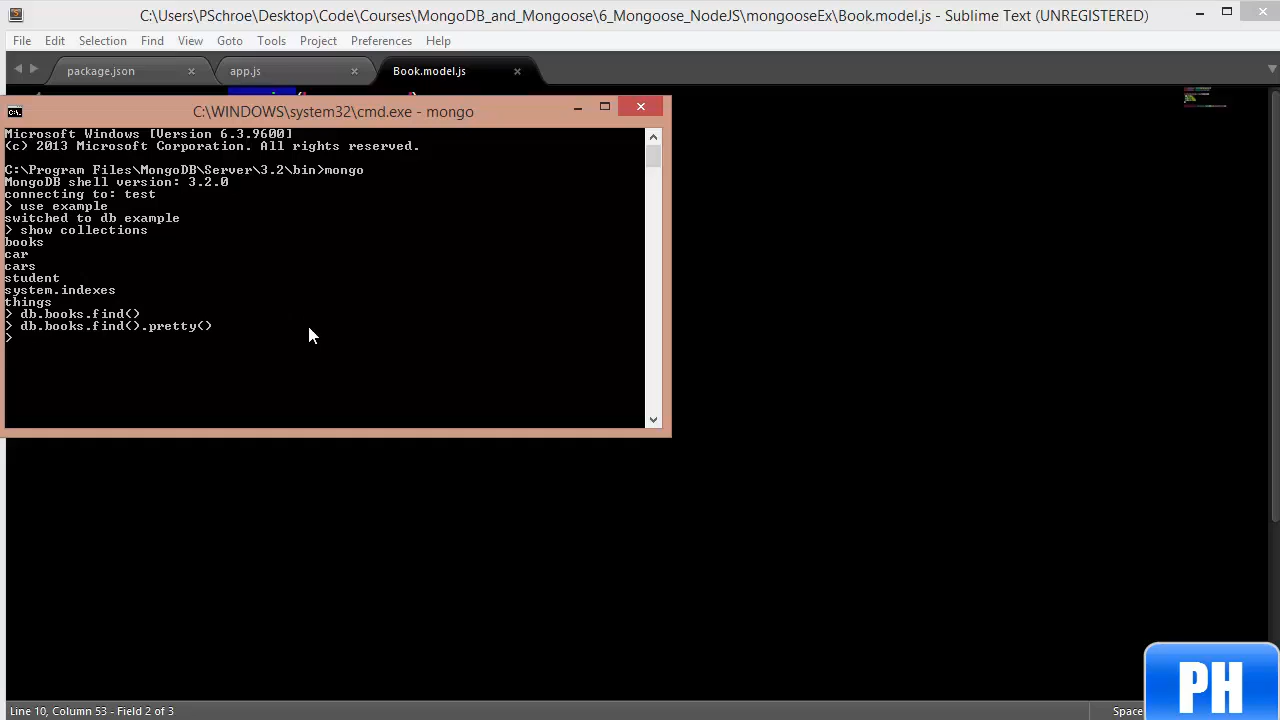 C:\Users\PSchroe\Desktop\Code\Courses\MongoDB_and_Mongoose\6_Mongoose_NodeJS\mongooseEx\Book.model.js - Sublime Text (UNREGISTERED)
File Edit Selection Find View Goto Tools Project Preferences Help
package.json app.js Book.model.js
C:\WINDOWS\system32\cmd.exe - mongo
Microsoft Windows [Version 6.3.9600]
(c) 2013 Microsoft Corporation. All rights reserved.
C:\Program Files\MongoDB\Server\3.2\bin>mongo
MongoDB shell version: 3.2.0
connecting to: test
> use example
switched to db example
> show collections
books
car
cars
student
system.indexes
things
> db.books.find()
> db.books.find().pretty()
>
Line 10, Column 53 - Field 2 of 3
Space
PH